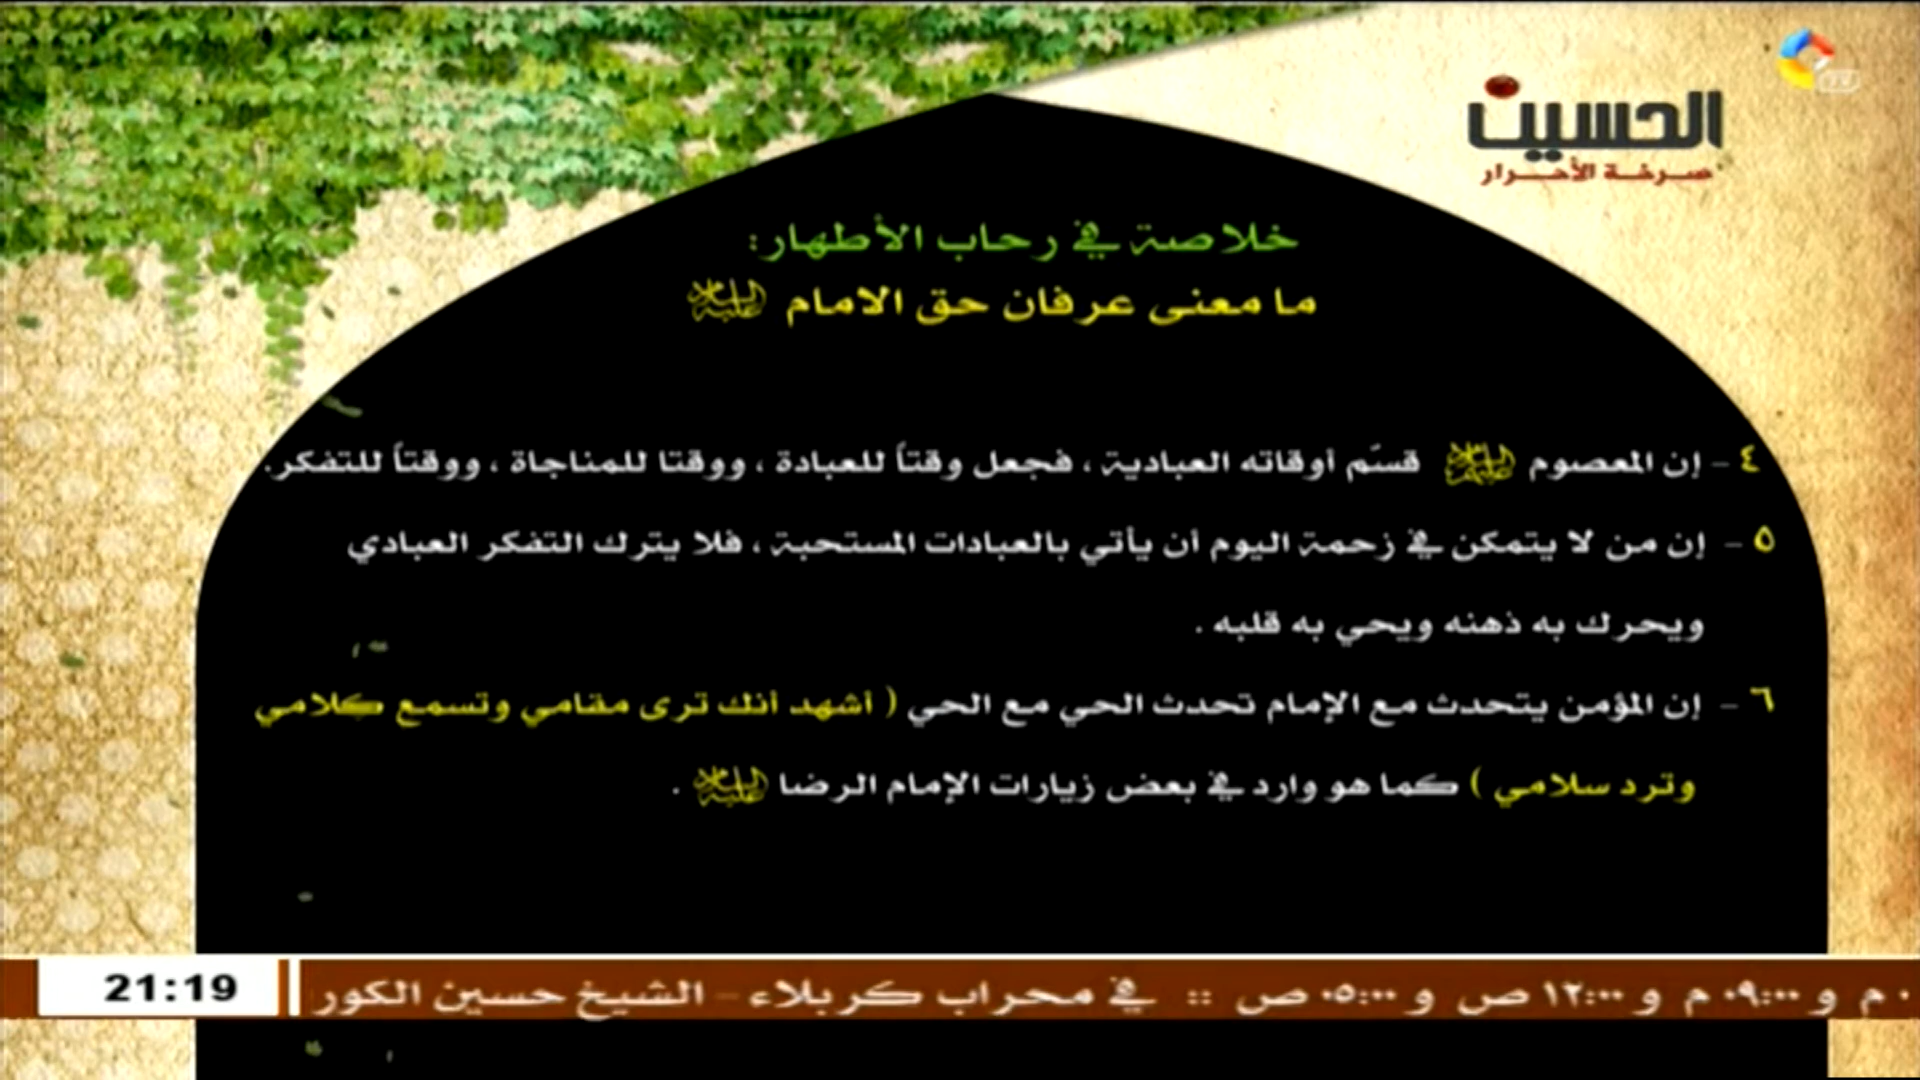 الحسين
صرخة الأحرار
خلاصة في رحاب الأطهار:
ما معنى عرفان حق الامام عليه السلام
٤ - إن المعصوم عليه السلام قسّم أوقاته العبادية ، فجعل وقتاً للعبادة ، ووقتا للمناجاة ، ووقتاً للتفكر.
٥ - إن من لا يتمكن في زحمة اليوم أن يأتي بالعبادات المستحبة ، فلا يترك التفكر العبادي
ويحرك به ذهنه ويحي به قلبه .
٦ - إن المؤمن يتحدث مع الإمام تحدث الحي مع الحي ( أشهد أنك ترى مقامي وتسمع كلامي
وترد سلامي ) كما هو وارد في بعض زيارات الإمام الرضا عليه السلام .
م و ٠٩:٠٠ م و ١٢:٠٠ ص و ٠٥:٠٠ ص :: في محراب كربلاء - الشيخ حسين الكور
21:19